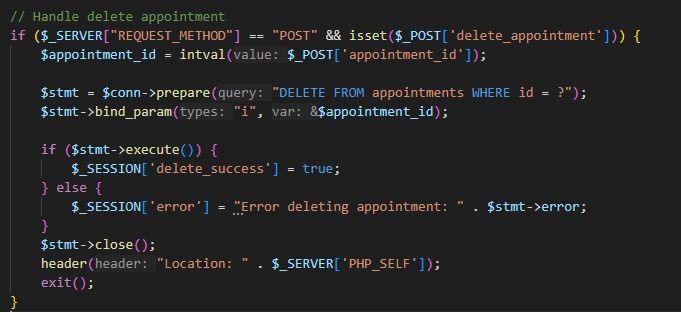 // Handle delete appointment
if ($_SERVER["REQUEST_METHOD"] == "POST" && isset($_POST['delete_appointment'])) {
    $appointment_id = intval(value: $_POST['appointment_id']);

    $stmt = $conn->prepare(query: "DELETE FROM appointments WHERE id = ?");
    $stmt->bind_param(types: "i", var: &$appointment_id);

    if ($stmt->execute()) {
        $_SESSION['delete_success'] = true;
    } else {
        $_SESSION['error'] = "Error deleting appointment: " . $stmt->error;
    }
    $stmt->close();
    header(header: "Location: " . $_SERVER['PHP_SELF']);
    exit();
}